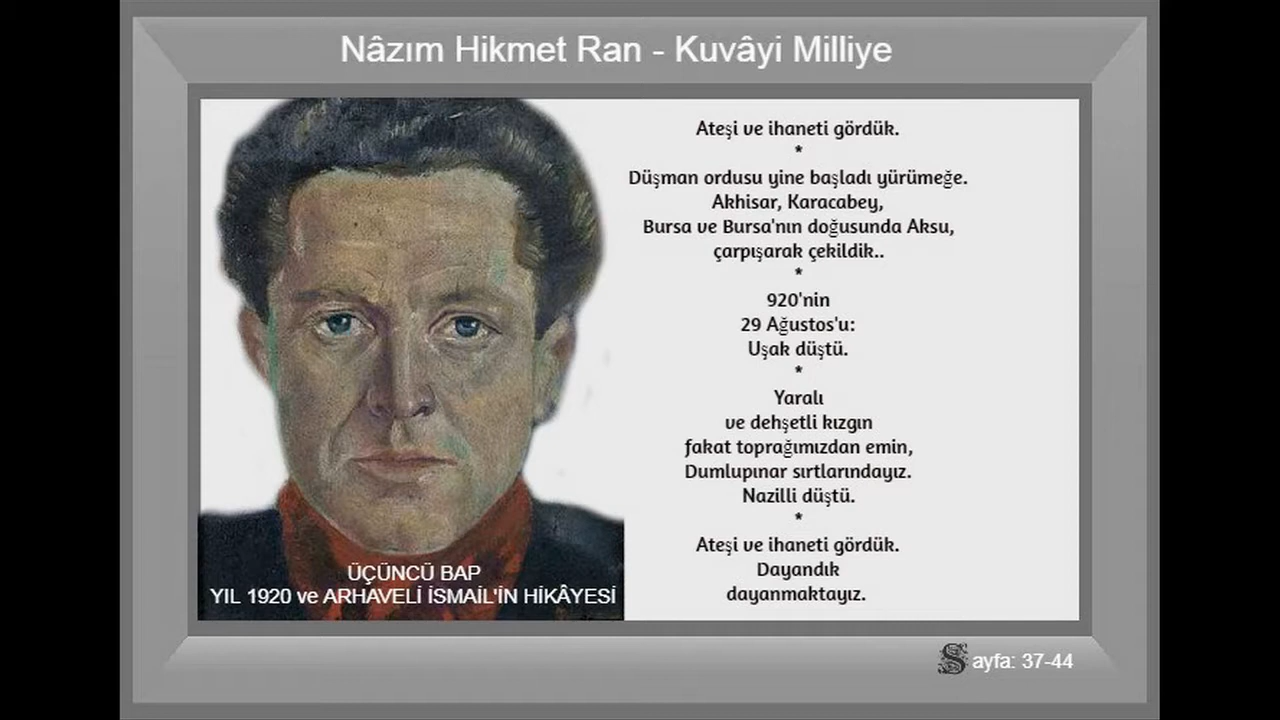 Nâzım Hikmet Ran - Kuvâyi Milliye
Ateşi ve ihaneti gördük.
*
Düşman ordusu yine başladı yürümeğe.
Akhisar, Karacabey,
Bursa ve Bursa'nın doğusunda Aksu,
çarpışarak çekildik..
*
920'nin
29 Ağustos'u:
Uşak düştü.
*
Yaralı
ve dehşetli kızgın
fakat toprağımızdan emin,
Dumlupınar sırtlarındayız.
Nazilli düştü.
*
Ateşi ve ihaneti gördük.
Dayandık
dayanmaktayız.
ÜÇÜNCÜ BAP
YIL 1920 ve ARHAVELİ İSMAİL'İN HİKÂYESİ
Sayfa: 37-44